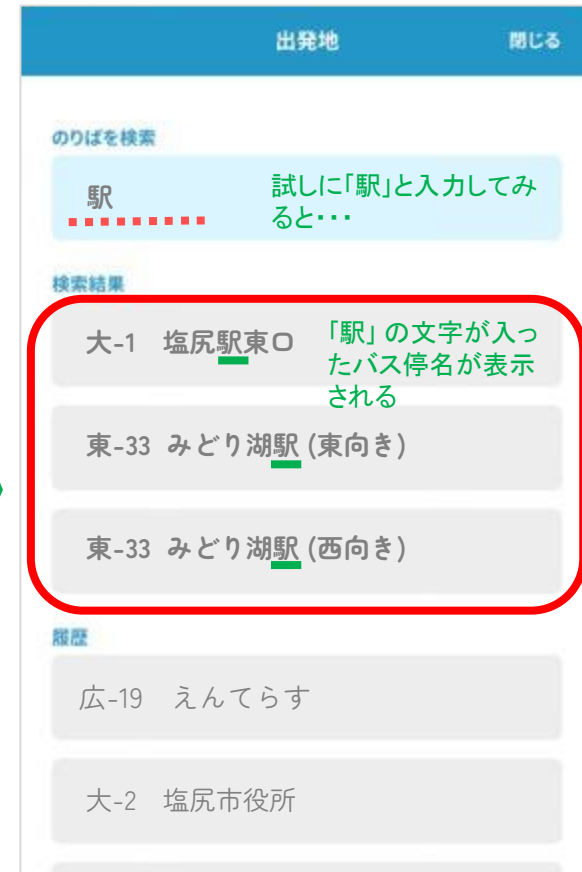 出発地 閉じる
のりばを検索
駅
試しに「駅」と入力してみ
ると・・・
検索結果
大-1 塩尻駅東口
「駅」の文字が入っ
たバス停名が表示
される
東-33 みどり湖駅 (東向き)
東-33 みどり湖駅 (西向き)
履歴
広-19 えんてらす
大-2 塩尻市役所